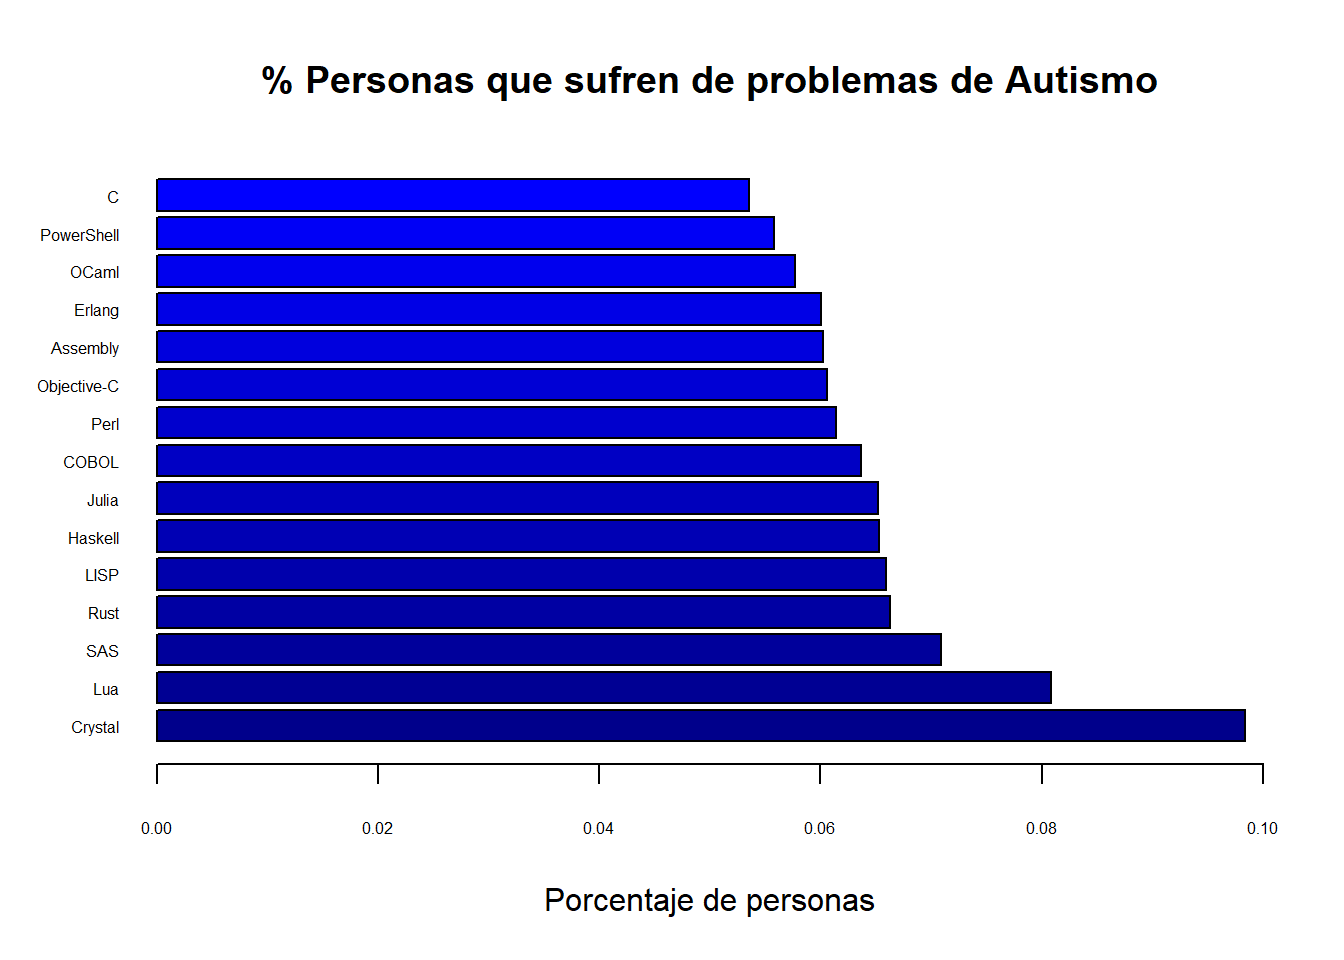 % Personas que sufren de problemas de Autismo
C
PowerShell
OCaml
Erlang
Assembly
Objective-C
Perl
COBOL
Julia
Haskell
LISP
Rust
SAS
Lua
Crystal
0.00 0.02 0.04 0.06 0.08 0.10
Porcentaje de personas